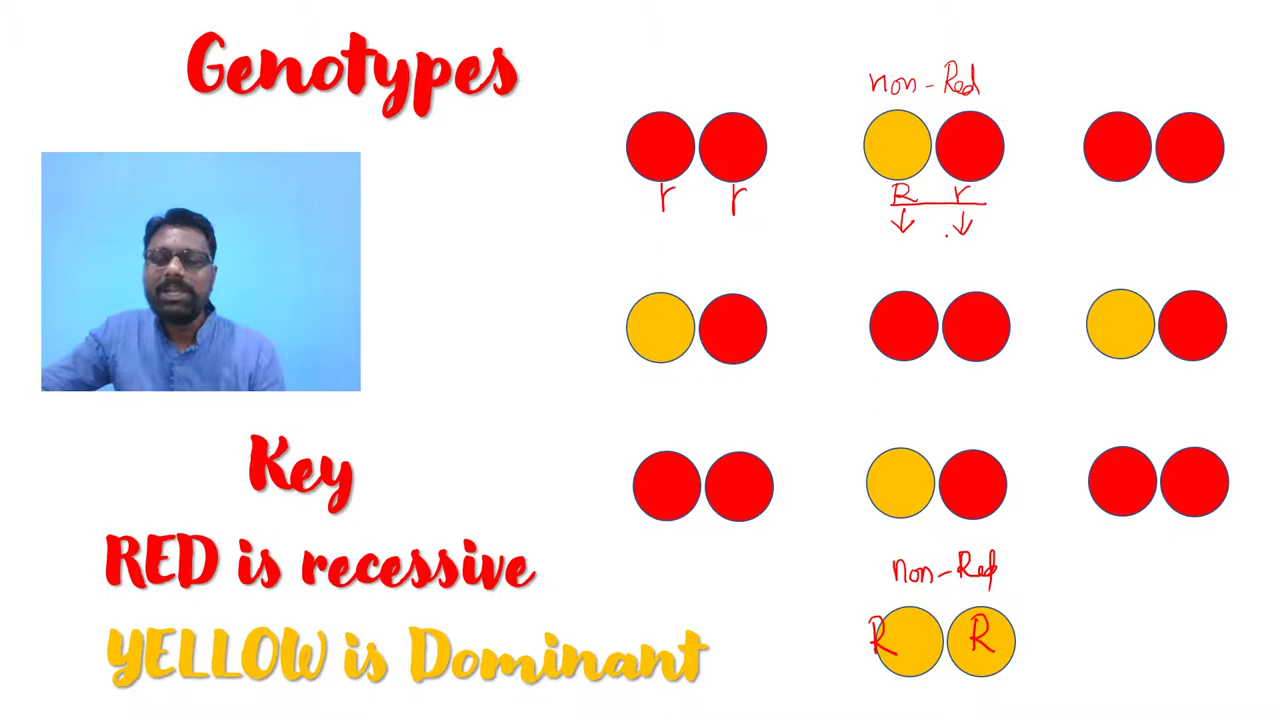 Genotypes
non-Red
r r
R r
Key
RED is recessive
YELLOW is Dominant
non-Red
R R